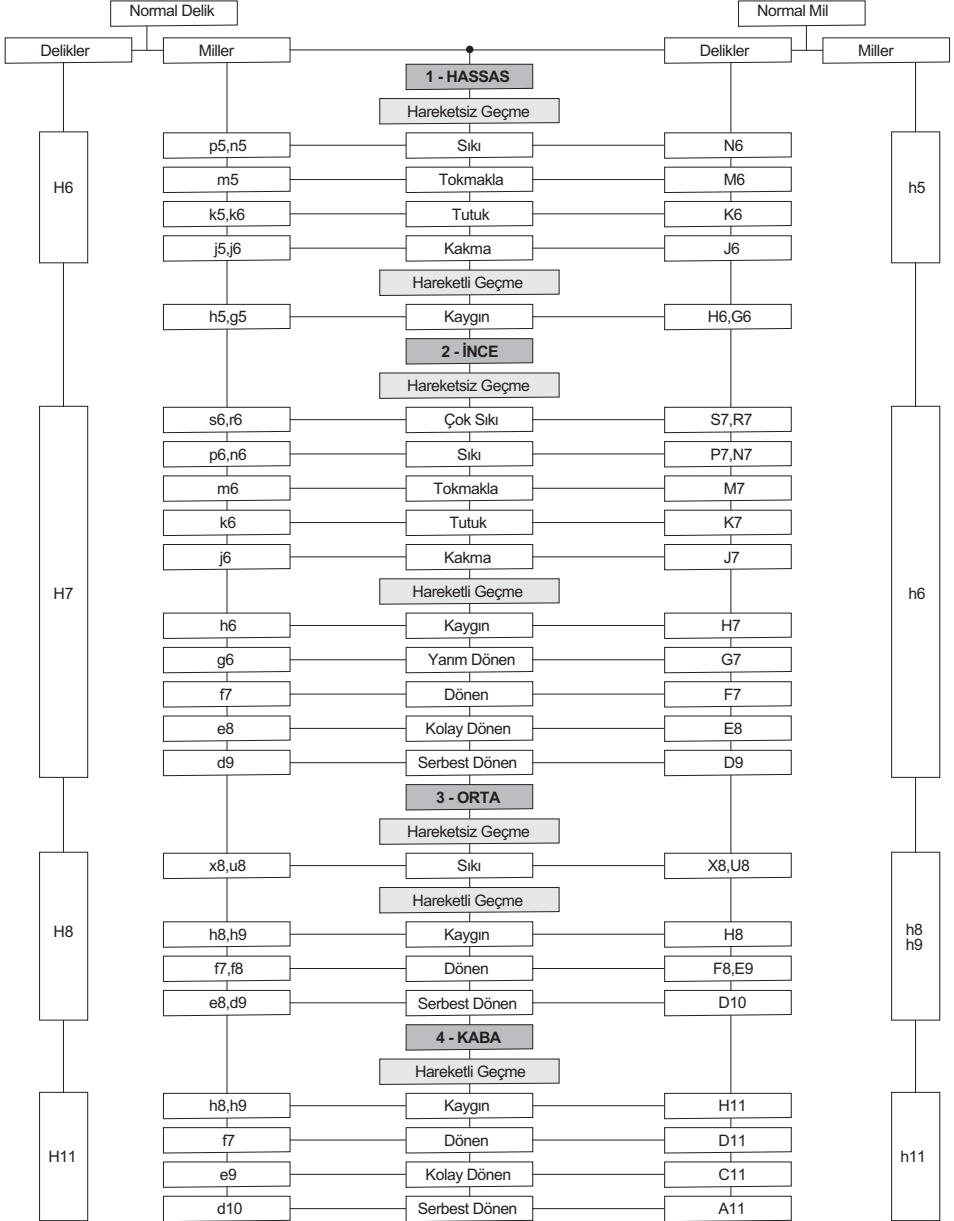 Normal Delik
Normal Mil
Delikler
Miller
Delikler
Miller
1 - HASSAS
Hareketsiz Geçme
p5,n5 Sıkı N6
m5 Tokmakla M6
H6
h5
k5,k6 Tutuk K6
j5,j6 Kakma J6
Hareketli Geçme
h5,g5 Kaygın H6,G6
2 - İNCE
Hareketsiz Geçme
s6,r6 Çok Sıkı S7,R7
p6,n6 Sıkı P7,N7
m6 Tokmakla M7
k6 Tutuk K7
j6 Kakma J7
H7
Hareketli Geçme
h6
h6 Kaygın H7
g6 Yarım Dönen G7
f7 Dönen F7
e8 Kolay Dönen E8
d9 Serbest Dönen D9
3 - ORTA
Hareketsiz Geçme
x8,u8 Sıkı X8,U8
Hareketli Geçme
H8
h8,h9 Kaygın H8
h8
h9
f7,f8 Dönen F8,E9
e8,d9 Serbest Dönen D10
4 - KABA
Hareketli Geçme
h8,h9 Kaygın H11
f7 Dönen D11
H11
h11
e9 Kolay Dönen C11
d10 Serbest Dönen A11